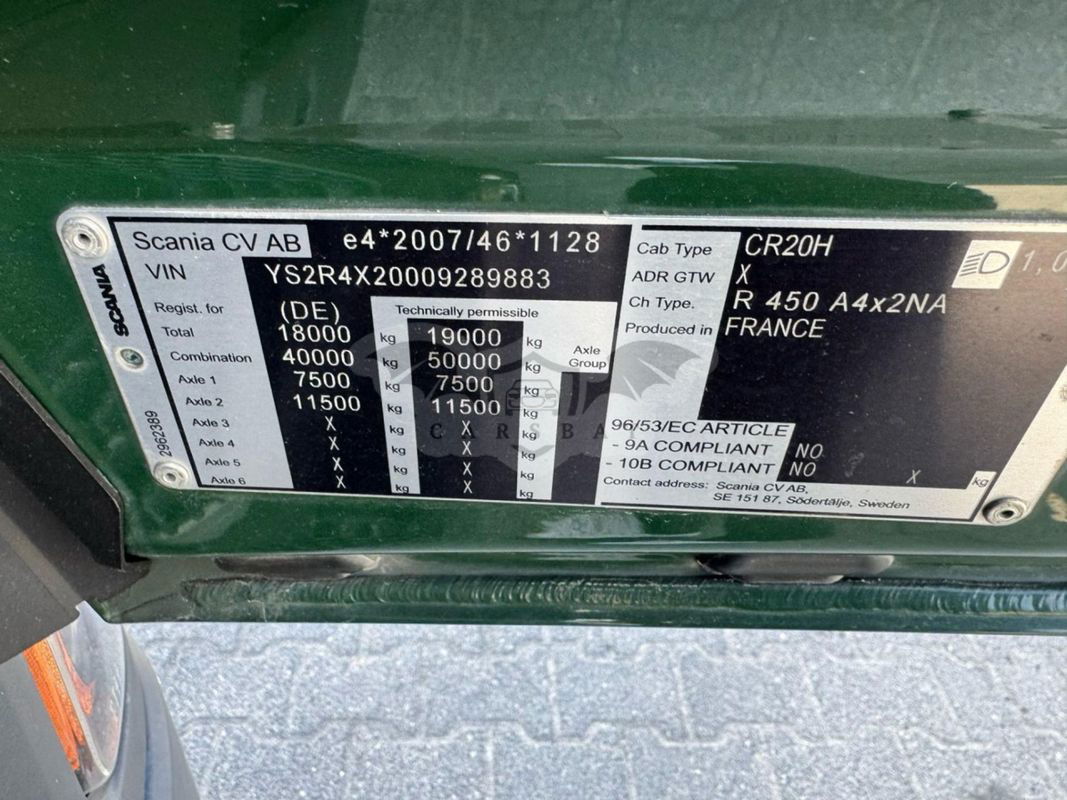 Scania CV AB e4*2007/46*1128
VIN YS2R4X20009289883
Regist. for (DE) Technically permissible
Total 18000 kg 19000 kg
Combination 40000 kg 50000 kg Axle Group
Axle 1 7500 kg 7500 kg
Axle 2 11500 kg 11500 kg
Axle 3 X kg X kg
Axle 4 X kg X kg
Axle 5 X kg X kg
Axle 6 X kg X kg
Cab Type CR20H
ADR GTW X
Ch Type. R 450 A4x2NA
Produced in FRANCE
1,0
96/53/EC ARTICLE
- 9A COMPLIANT NO
- 10B COMPLIANT NO X kg
Contact address: Scania CV AB,
SE 151 87, Södertälje, Sweden
SCANIA
2962389
CARSBAT